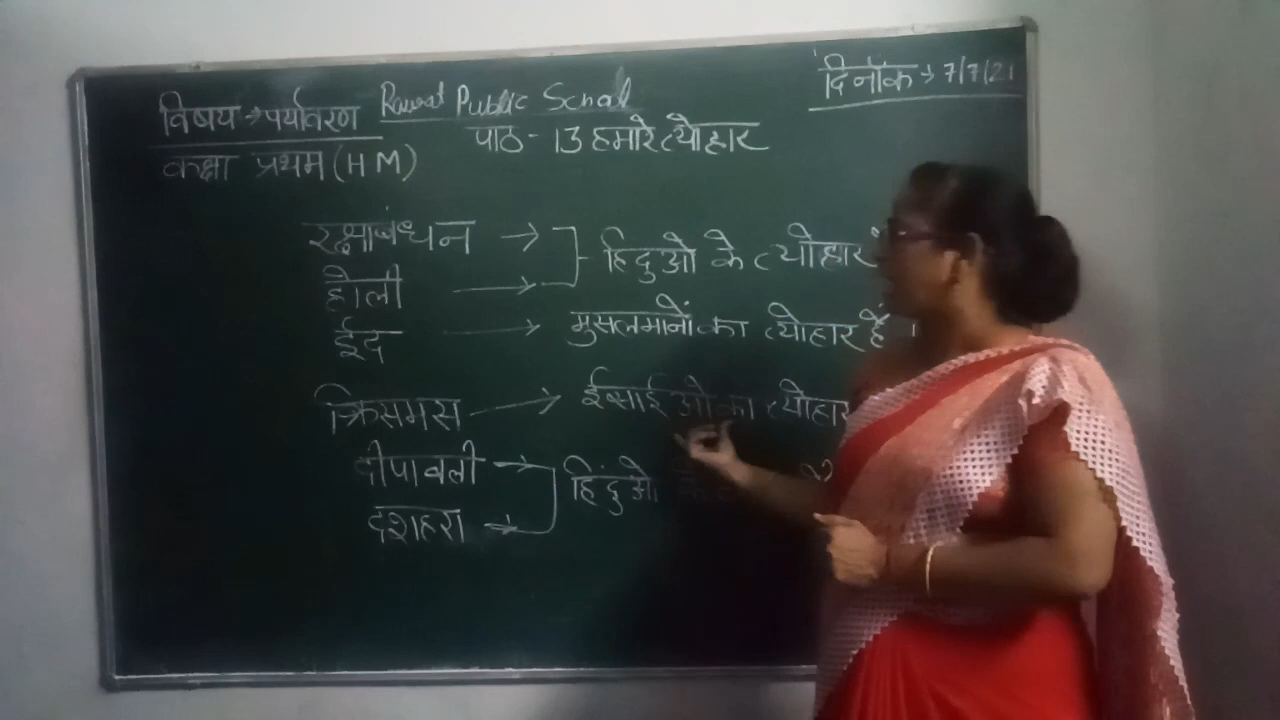 Rawat Public School
दिनाँक → 7/7/21
विषय → पर्यावरण
पाठ - 13 हमारे त्योहार
कक्षा प्रथम (HM)
रक्षाबंधन → हिंदुओ के त्योहार
होली →
ईद → मुसलमानों का त्योहार हैं ।
क्रिसमस → ईसाई ओ का त्योहार
दीपावली → हिंदुओ
दशहरा →